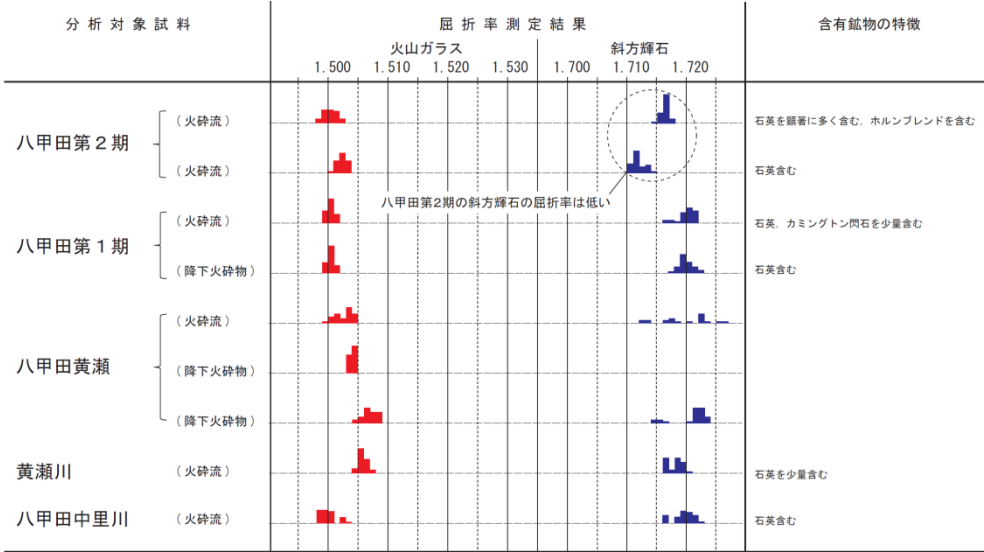 分析対象試料 屈折率測定結果 含有鉱物の特徴
火山ガラス 斜方輝石
1.500 1.510 1.520 1.530 1.700 1.710 1.720
八甲田第2期
(火砕流) 石英を顕著に多く含む，ホルンブレンドを含む
(火砕流) 石英含む
八甲田第2期の斜方輝石の屈折率は低い
八甲田第1期
(火砕流) 石英，カミングトン閃石を少量含む
(降下火砕物) 石英含む
八甲田黄瀬
(火砕流)
(降下火砕物)
(降下火砕物)
黄瀬川 (火砕流) 石英を少量含む
八甲田中里川 (火砕流) 石英含む